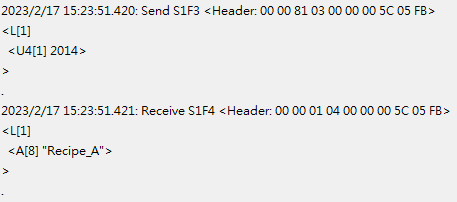 2023/2/17 15:23:51.420: Send S1F3 <Header: 00 00 81 03 00 00 00 5C 05 FB>
<L[1]
<U4[1] 2014>
>
.
2023/2/17 15:23:51.421: Receive S1F4 <Header: 00 00 01 04 00 00 00 5C 05 FB>
<L[1]
<A[8] "Recipe_A">
>
.